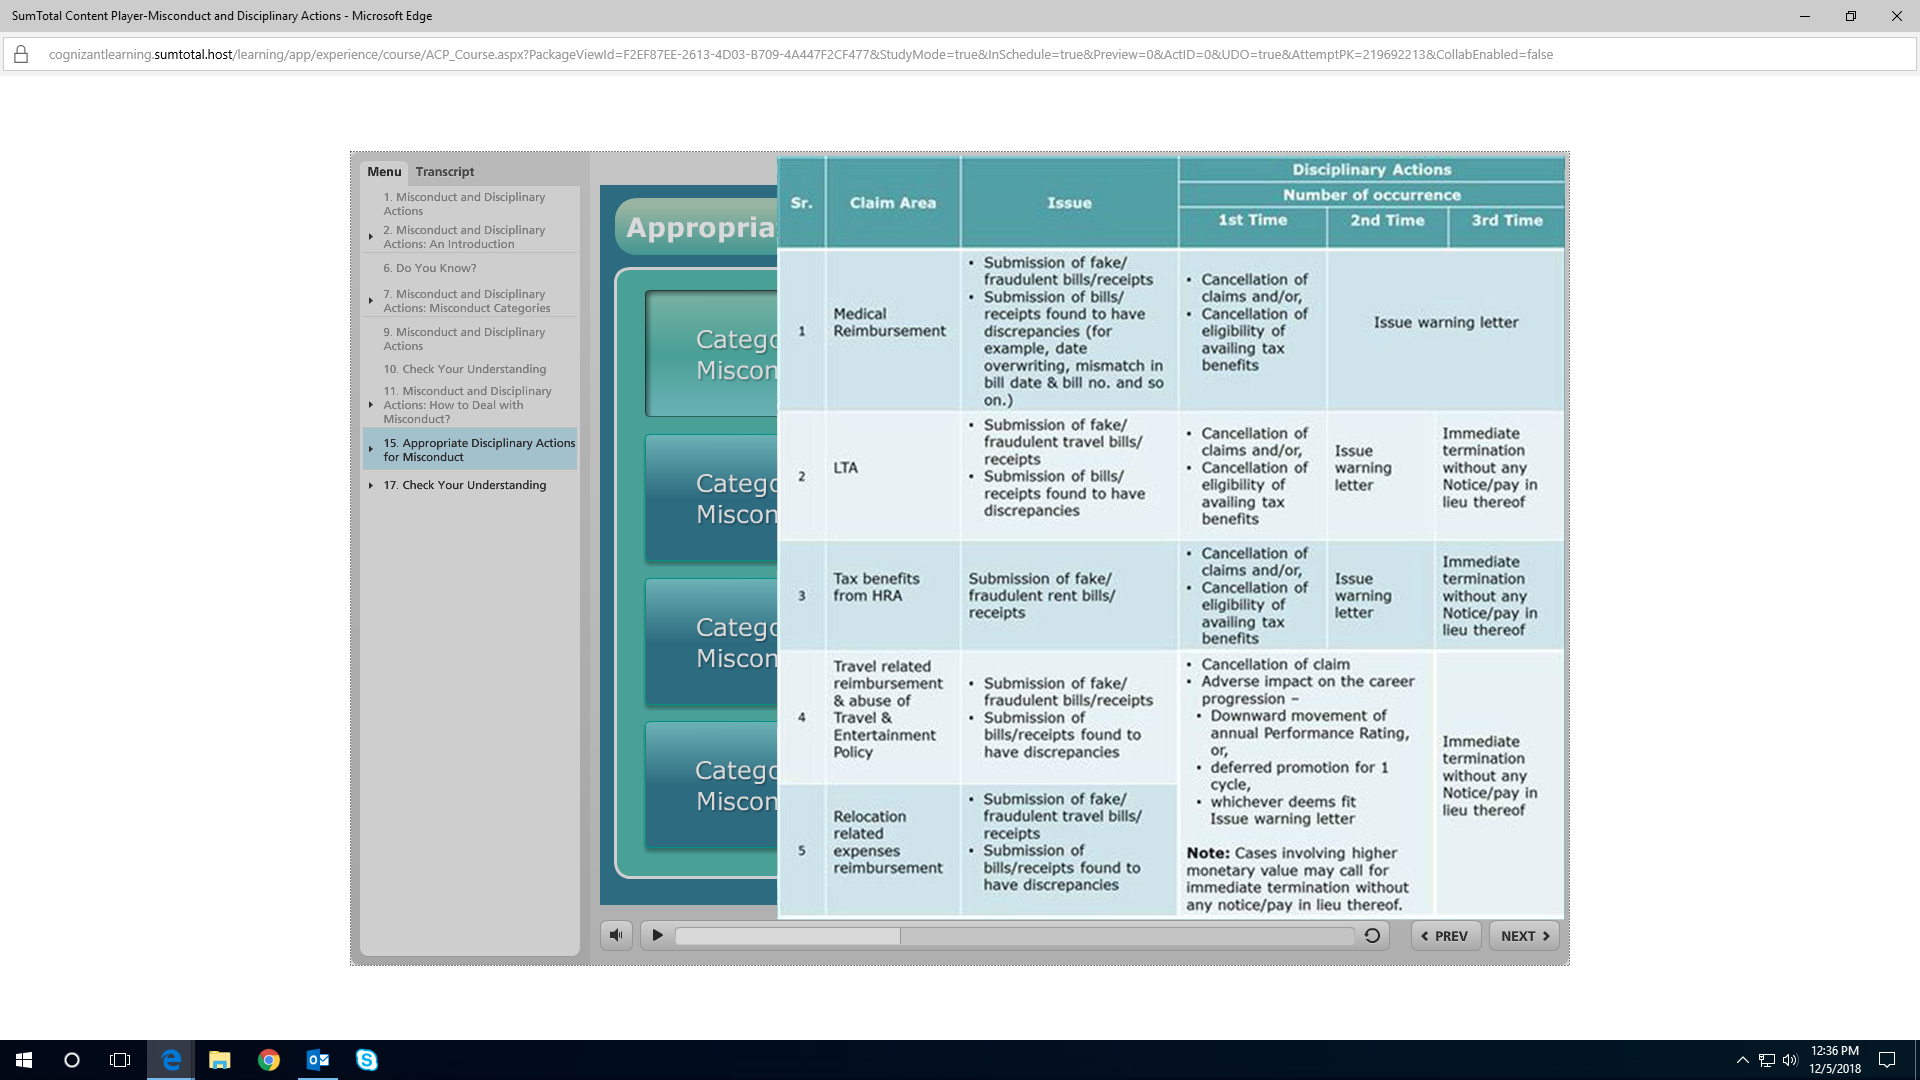 SumTotal Content Player-Misconduct and Disciplinary Actions - Microsoft Edge
cognizantlearning.sumtotal.host/learning/app/experience/course/ACP_Course.aspx?PackageViewId=F2EF87EE-2613-4D03-B709-4A447F2CF477&StudyMode=true&InSchedule=true&Preview=0&ActID=0&UDO=true&AttemptPK=219692213&CollabEnabled=false
Menu
Transcript
1. Misconduct and Disciplinary
Actions
2. Misconduct and Disciplinary
Actions: An Introduction
6. Do You Know?
7. Misconduct and Disciplinary
Actions: Misconduct Categories
9. Misconduct and Disciplinary
Actions
10. Check Your Understanding
11. Misconduct and Disciplinary
Actions: How to Deal with
Misconduct?
15. Appropriate Disciplinary Actions
for Misconduct
17. Check Your Understanding
Appropria
Catego
Miscon
Catego
Miscon
Catego
Miscon
Catego
Miscon
Sr.
Claim Area
Issue
Disciplinary Actions
Number of occurrence
1st Time
2nd Time
3rd Time
1
Medical
Reimbursement
• Submission of fake/
fraudulent bills/receipts
• Submission of bills/
receipts found to have
discrepancies (for
example, date
overwriting, mismatch in
bill date & bill no. and so
on.)
• Cancellation of
claims and/or,
• Cancellation of
eligibility of
availing tax
benefits
Issue warning letter
2
LTA
• Submission of fake/
fraudulent travel bills/
receipts
• Submission of bills/
receipts found to have
discrepancies
• Cancellation of
claims and/or,
• Cancellation of
eligibility of
availing tax
benefits
Issue
warning
letter
Immediate
termination
without any
Notice/pay in
lieu thereof
3
Tax benefits
from HRA
Submission of fake/
fraudulent rent bills/
receipts
• Cancellation of
claims and/or,
• Cancellation of
eligibility of
availing tax
benefits
Issue
warning
letter
Immediate
termination
without any
Notice/pay in
lieu thereof
4
Travel related
reimbursement
& abuse of
Travel &
Entertainment
Policy
• Submission of fake/
fraudulent bills/receipts
• Submission of
bills/receipts found to
have discrepancies
• Cancellation of claim
• Adverse impact on the career
progression –
• Downward movement of
annual Performance Rating,
or,
• deferred promotion for 1
cycle,
• whichever deems fit
Issue warning letter
Note: Cases involving higher
monetary value may call for
immediate termination without
any notice/pay in lieu thereof.
Immediate
termination
without any
Notice/pay in
lieu thereof
5
Relocation
related
expenses
reimbursement
• Submission of fake/
fraudulent travel bills/
receipts
• Submission of
bills/receipts found to
have discrepancies
PREV
NEXT
12:36 PM
12/5/2018